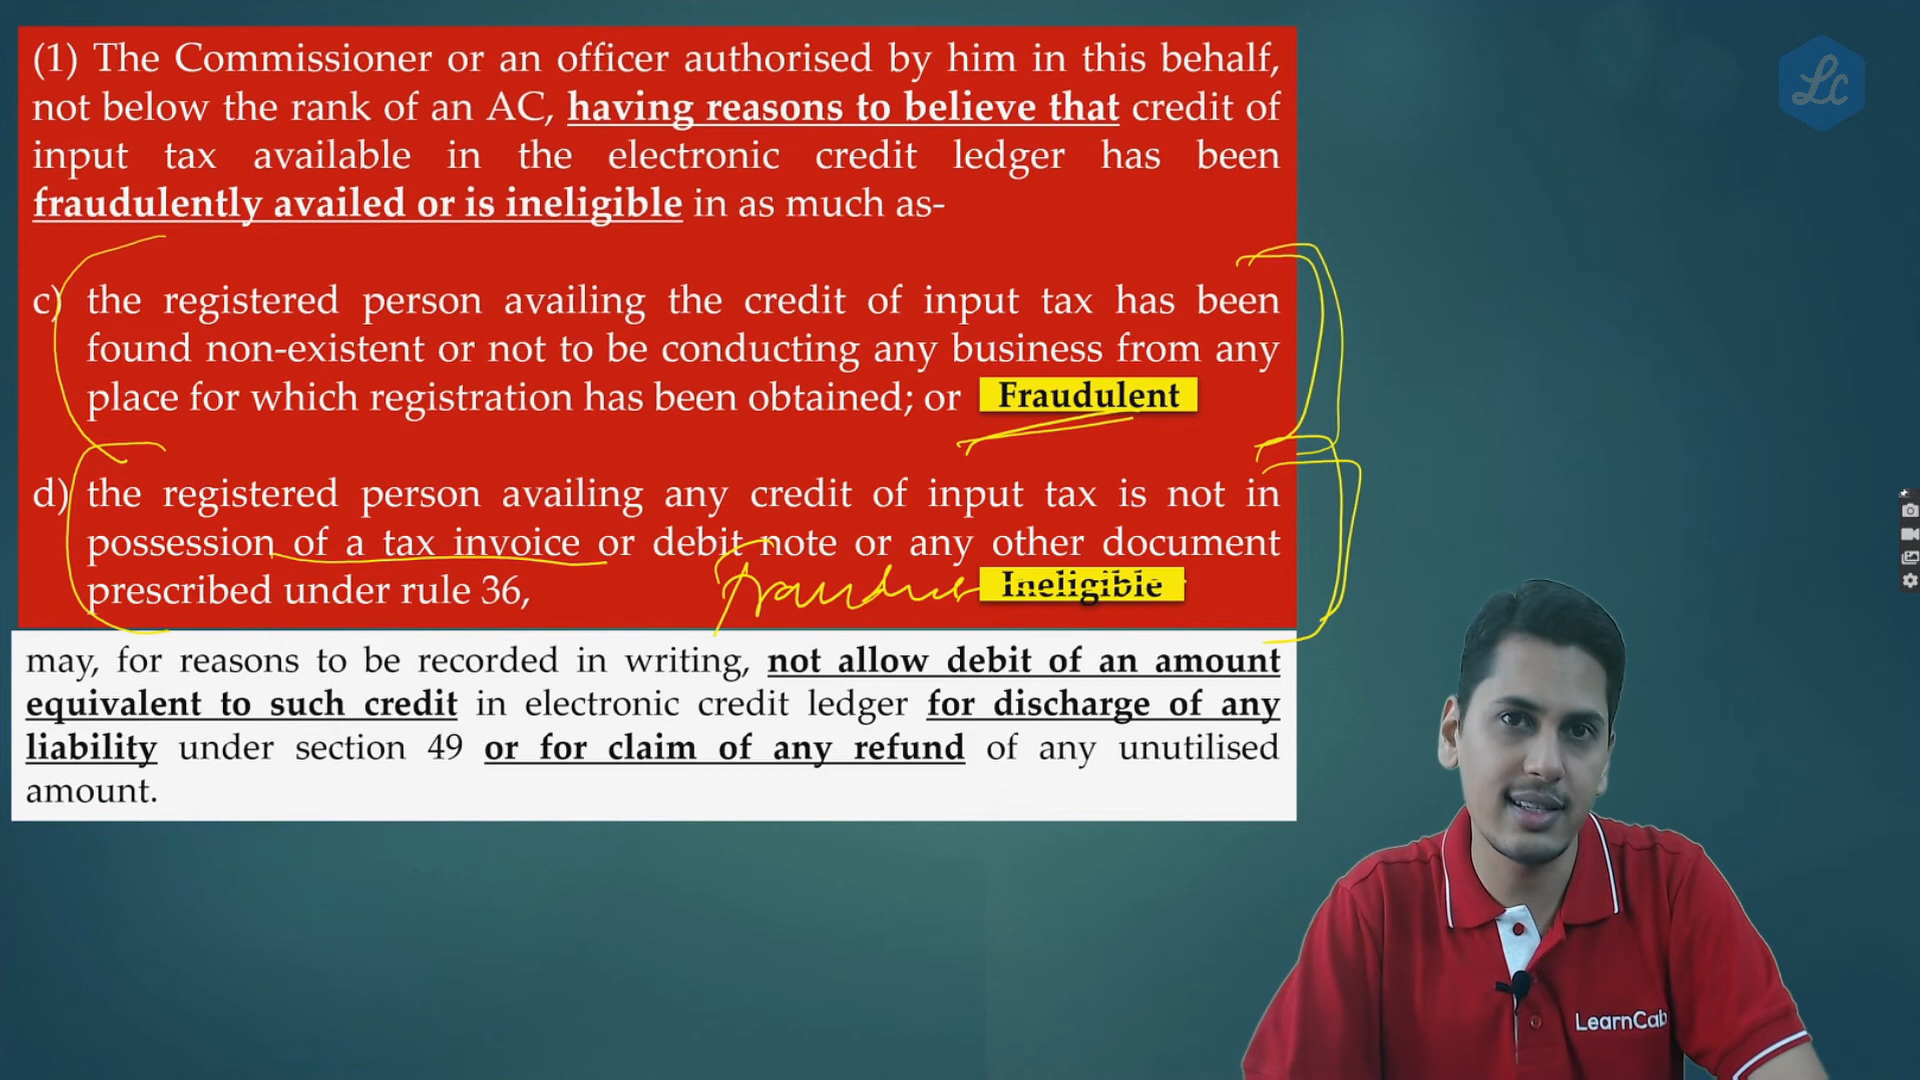 (1) The Commissioner or an officer authorised by him in this behalf,
not below the rank of an AC, having reasons to believe that credit of
input tax available in the electronic credit ledger has been
fraudulently availed or is ineligible in as much as-
c) the registered person availing the credit of input tax has been
found non-existent or not to be conducting any business from any
place for which registration has been obtained; or Fraudulent
d) the registered person availing any credit of input tax is not in
possession of a tax invoice or debit note or any other document
prescribed under rule 36, Ineligible
may, for reasons to be recorded in writing, not allow debit of an amount
equivalent to such credit in electronic credit ledger for discharge of any
liability under section 49 or for claim of any refund of any unutilised
amount.
Lc
LearnCab